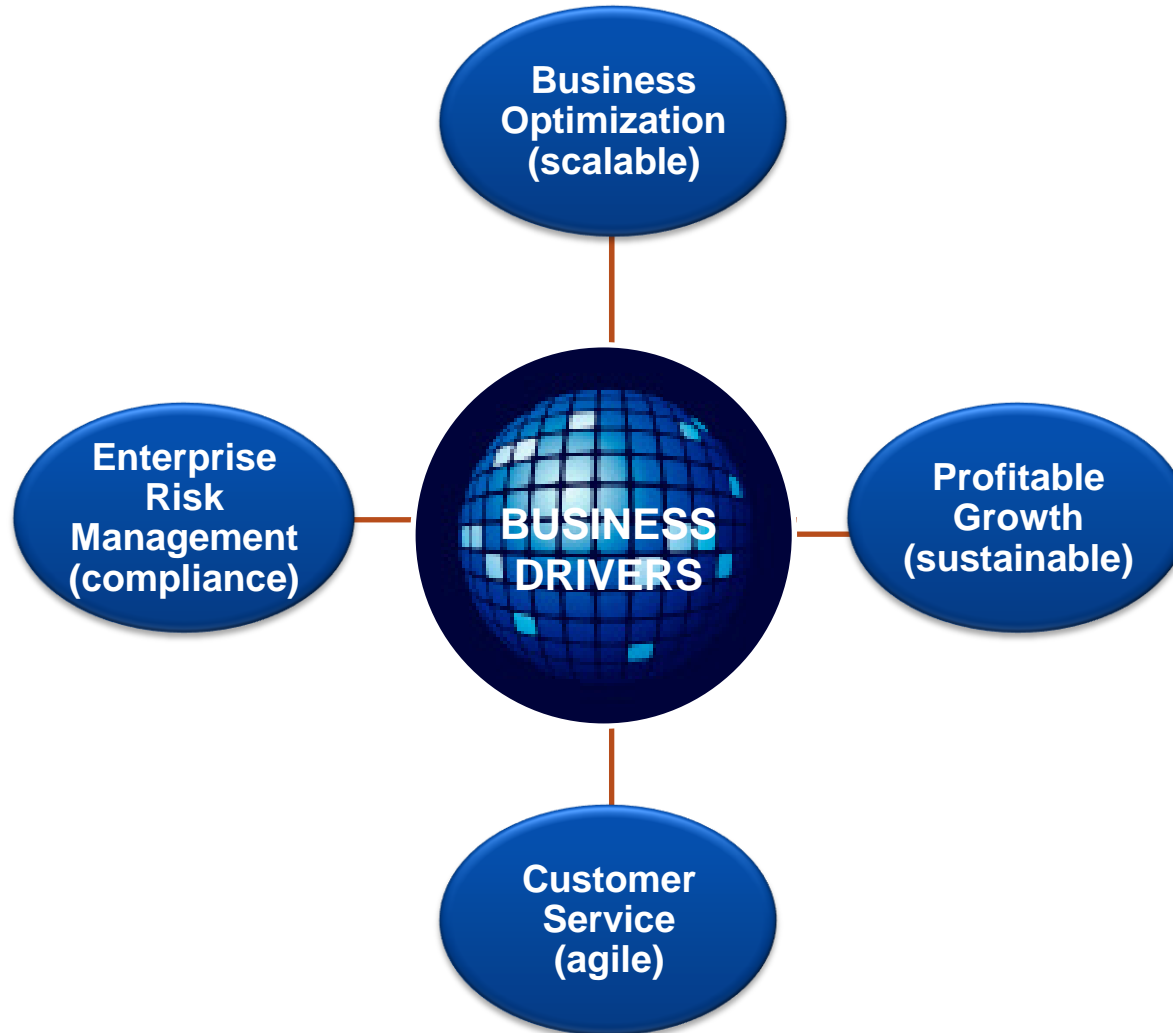 Business
Optimization
(scalable)
Enterprise
Risk
Management
(compliance)
BUSINESS
DRIVERS
Profitable
Growth
(sustainable)
Customer
Service
(agile)